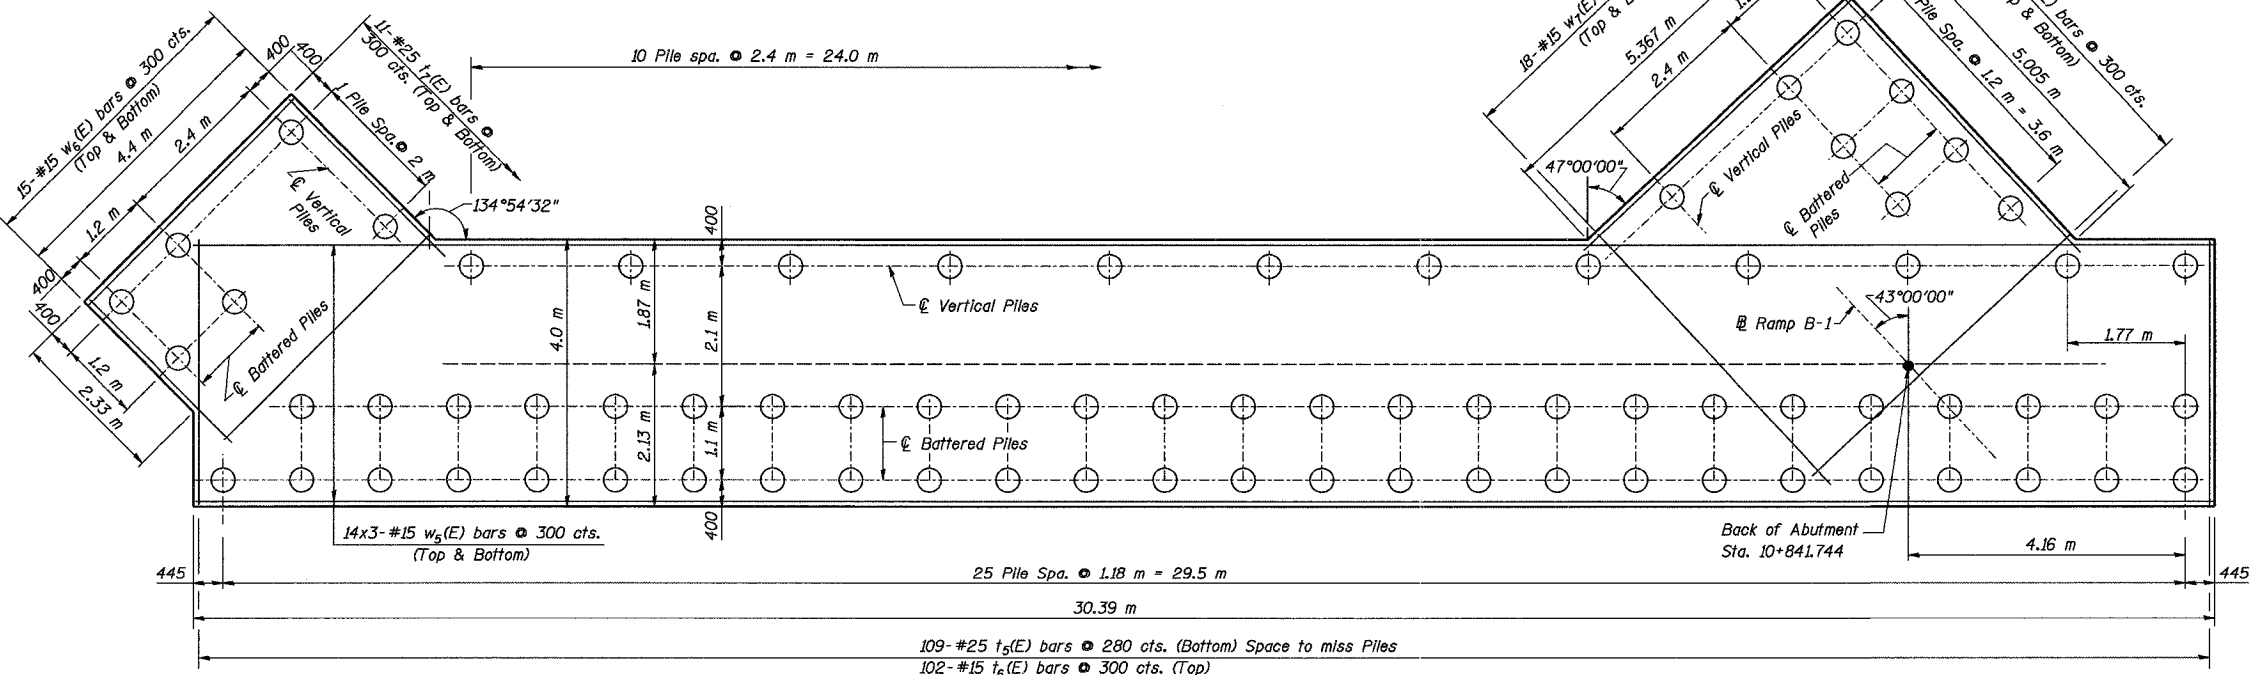 15-#15 w6(E) bars @ 300 cts.
(Top & Bottom)
4.4 m
2.4 m
1.2 m
400
400
400
400
1.2 m
2.33 m
11-#25 t7(E) bars @
300 cts. (Top & Bottom)
1 Pile Spa. @ 2 m
℄ Vertical
Piles
℄ Battered Piles
134°54'32"
10 Pile spa. @ 2.4 m = 24.0 m
400
4.0 m
1.87 m
2.1 m
2.13 m
1.1 m
400
℄ Vertical Piles
℄ Battered Piles
18-#15 w7(E)
(Top &
5.367 m
2.4 m
47°00'00"
℄ Vertical Piles
℄ Battered
Piles
Pile Spa. @ 1.2 m = 3.6 m
5.005 m
bars @ 300 cts.
& Bottom)
43°00'00"
Ramp B-1
1.77 m
14x3-#15 w5(E) bars @ 300 cts.
(Top & Bottom)
Back of Abutment
Sta. 10+841.744
4.16 m
445
25 Pile Spa. @ 1.18 m = 29.5 m
445
30.39 m
109-#25 t5(E) bars @ 280 cts. (Bottom) Space to miss Piles
102-#15 t6(E) bars @ 300 cts. (Top)